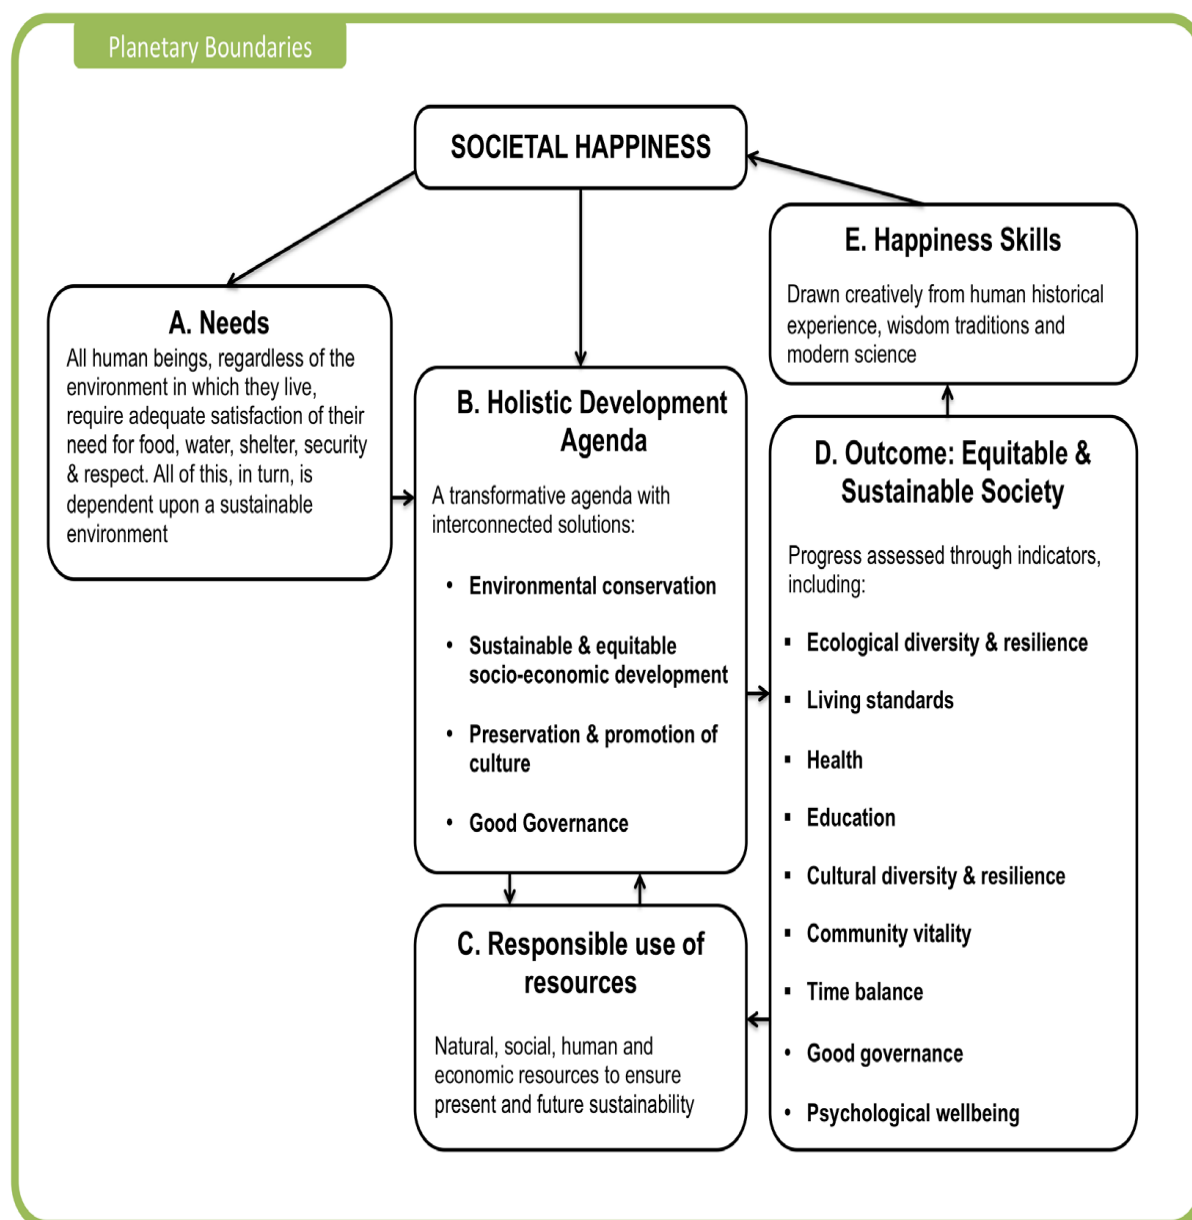 Planetary Boundaries
SOCIETAL HAPPINESS
A. Needs
All human beings, regardless of the
environment in which they live,
require adequate satisfaction of their
need for food, water, shelter, security
& respect. All of this, in turn, is
dependent upon a sustainable
environment
B. Holistic Development
Agenda
A transformative agenda with
interconnected solutions:
• Environmental conservation
• Sustainable & equitable
socio-economic development
• Preservation & promotion of
culture
• Good Governance
C. Responsible use of
resources
Natural, social, human and
economic resources to ensure
present and future sustainability
D. Outcome: Equitable &
Sustainable Society
Progress assessed through indicators,
including:
▪ Ecological diversity & resilience
▪ Living standards
▪ Health
▪ Education
▪ Cultural diversity & resilience
▪ Community vitality
▪ Time balance
• Good governance
• Psychological wellbeing
E. Happiness Skills
Drawn creatively from human historical
experience, wisdom traditions and
modern science